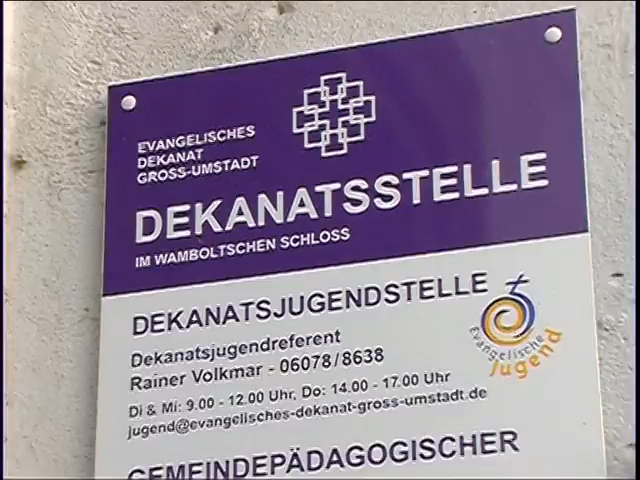 EVANGELISCHES
DEKANAT
GROSS-UMSTADT
DEKANATSSTELLE
IM WAMBOLTSCHEN SCHLOSS
DEKANATSJUGENDSTELLE
Dekanatsjugendreferent
Rainer Volkmar - 06078/8638
Di & Mi: 9.00 - 12.00 Uhr, Do: 14.00 - 17.00 Uhr
jugend@evangelisches-dekanat-gross-umstadt.de
Evangelische
Jugend
GEMEINDEPÄDAGOGISCHER